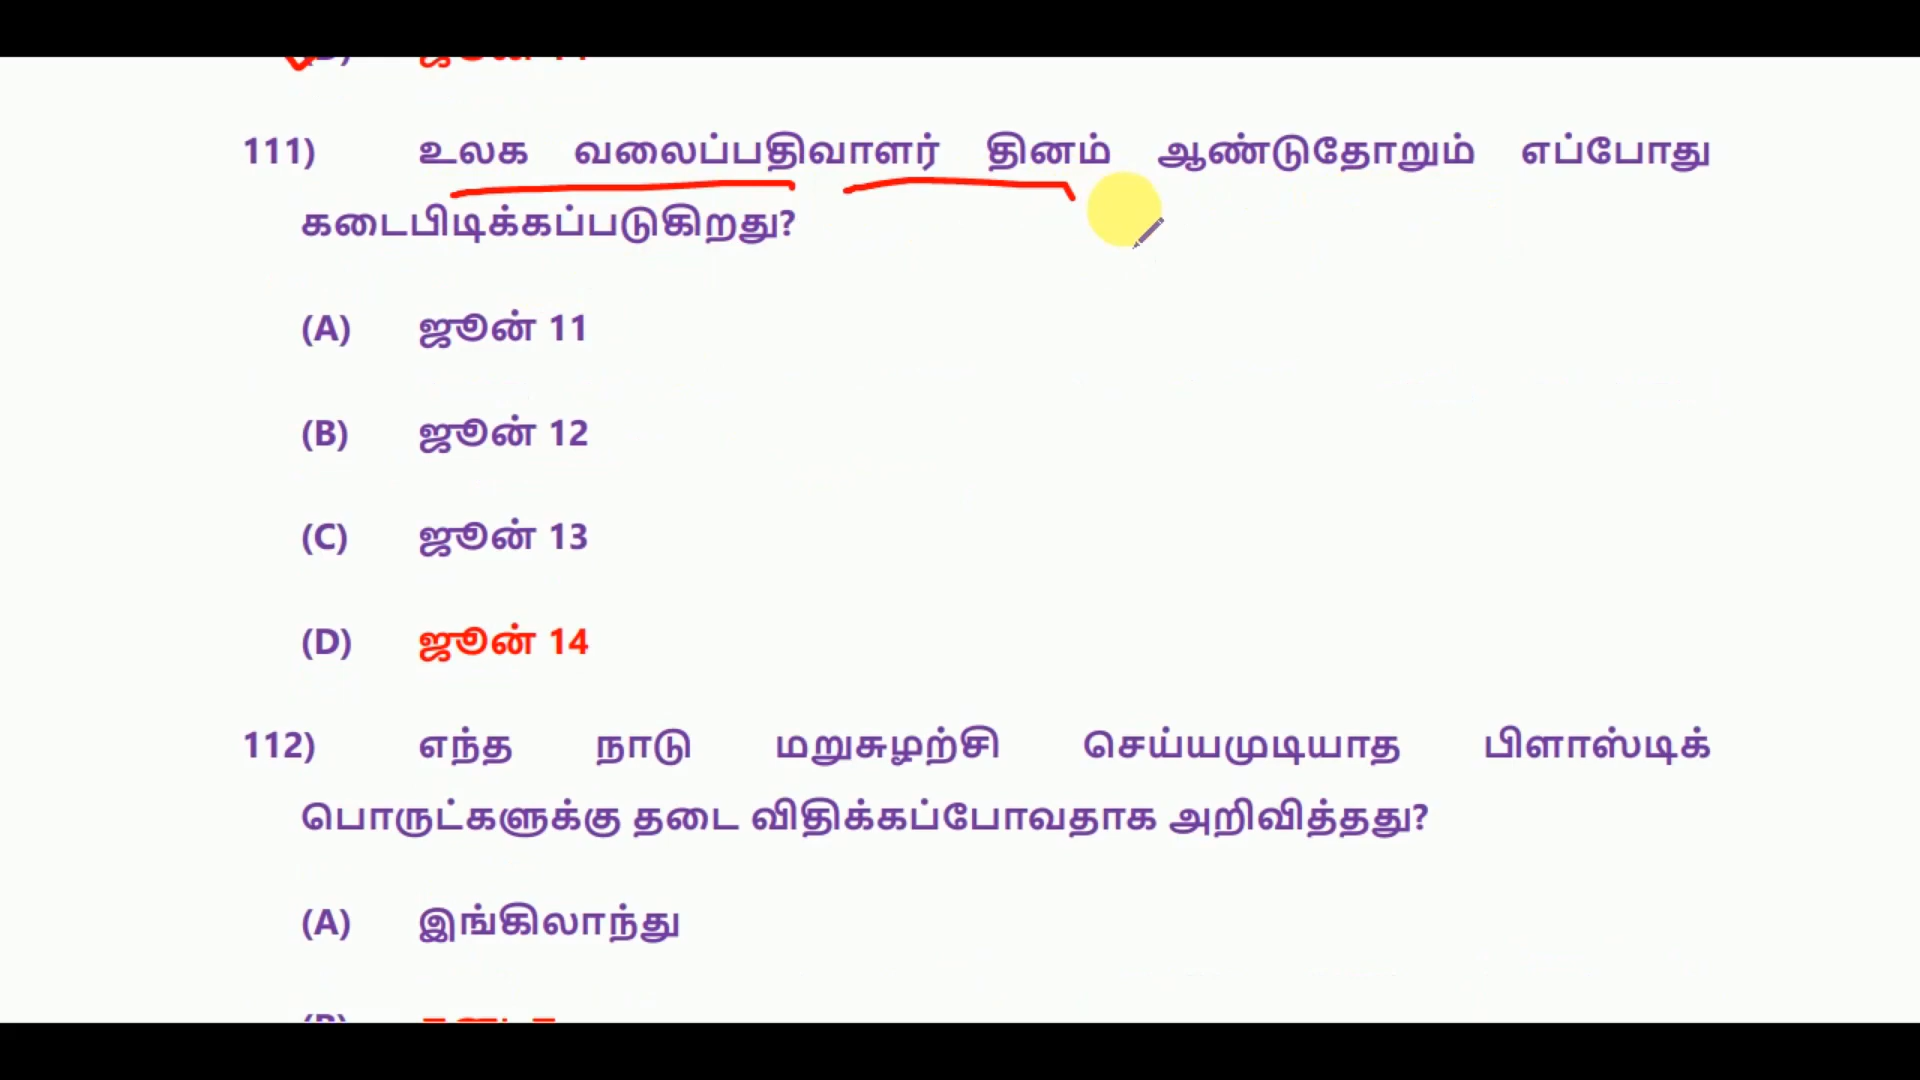 111) உலக வலைப்பதிவாளர் தினம் ஆண்டுதோறும் எப்போது
கடைபிடிக்கப்படுகிறது?
(A) ஜூன் 11
(B) ஜூன் 12
(C) ஜூன் 13
(D) ஜூன் 14
112) எந்த நாடு மறுசுழற்சி செய்யமுடியாத பிளாஸ்டிக்
பொருட்களுக்கு தடை விதிக்கப்போவதாக அறிவித்தது?
(A) இங்கிலாந்து